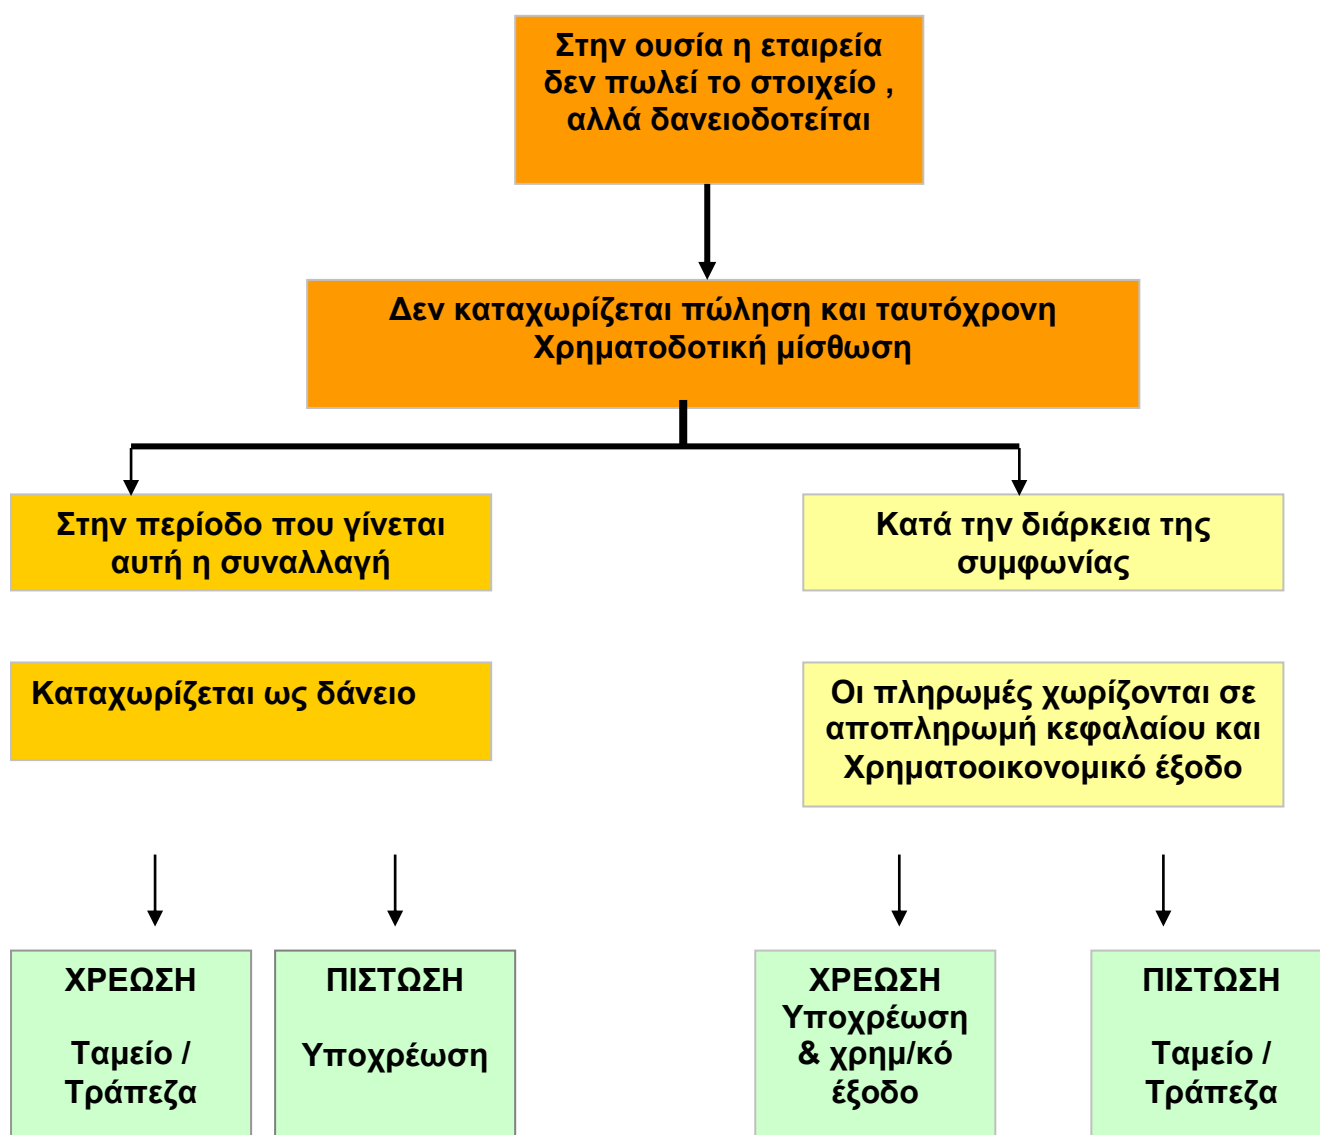 Στην ουσία η εταιρεία
δεν πωλεί το στοιχείο ,
αλλά δανειοδοτείται
Δεν καταχωρίζεται πώληση και ταυτόχρονη
Χρηματοδοτική μίσθωση
Στην περίοδο που γίνεται
αυτή η συναλλαγή
Κατά την διάρκεια της
συμφωνίας
Καταχωρίζεται ως δάνειο
Οι πληρωμές χωρίζονται σε
αποπληρωμή κεφαλαίου και
Χρηματοοικονομικό έξοδο
ΧΡΕΩΣΗ
Ταμείο /
Τράπεζα
ΠΙΣΤΩΣΗ
Υποχρέωση
ΧΡΕΩΣΗ
Υποχρέωση
& χρημ/κό
έξοδο
ΠΙΣΤΩΣΗ
Ταμείο /
Τράπεζα